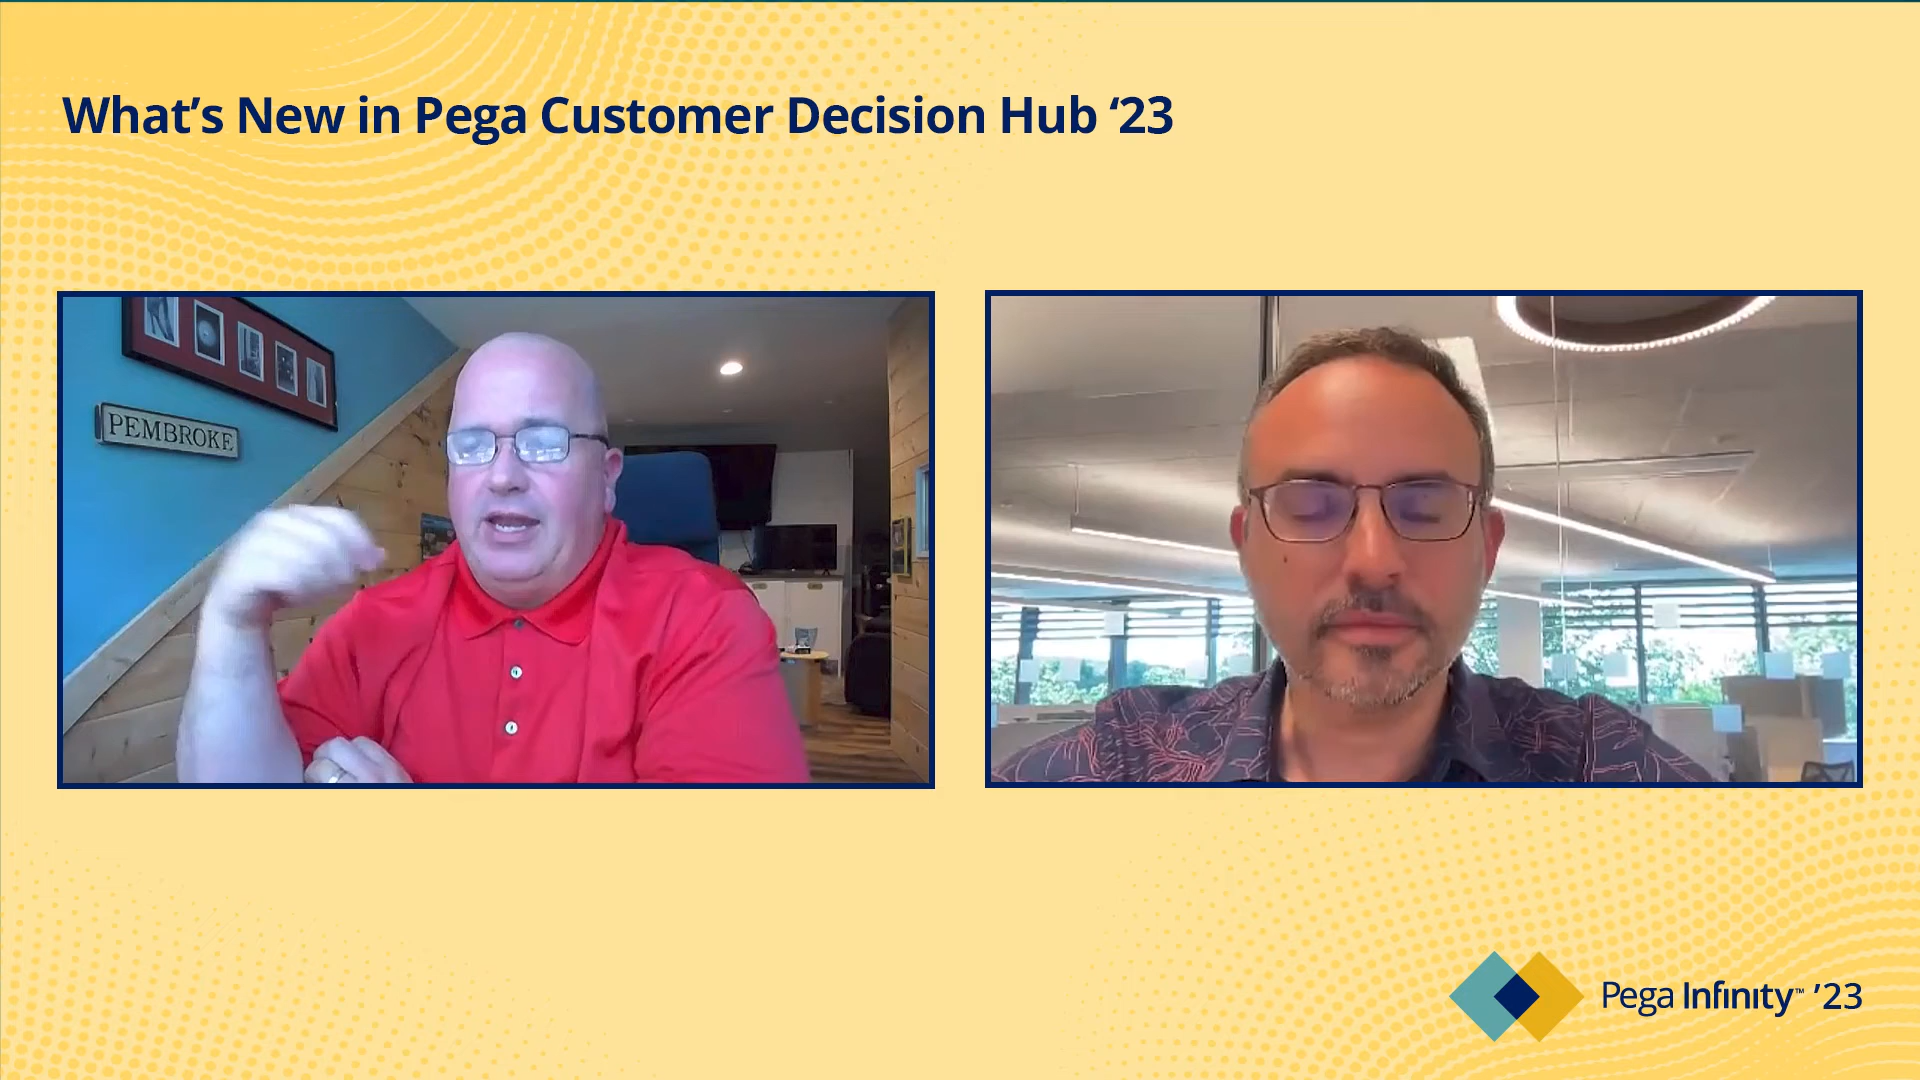 What’s New in Pega Customer Decision Hub ‘23
PEMBROKE
Pega Infinity™ ’23